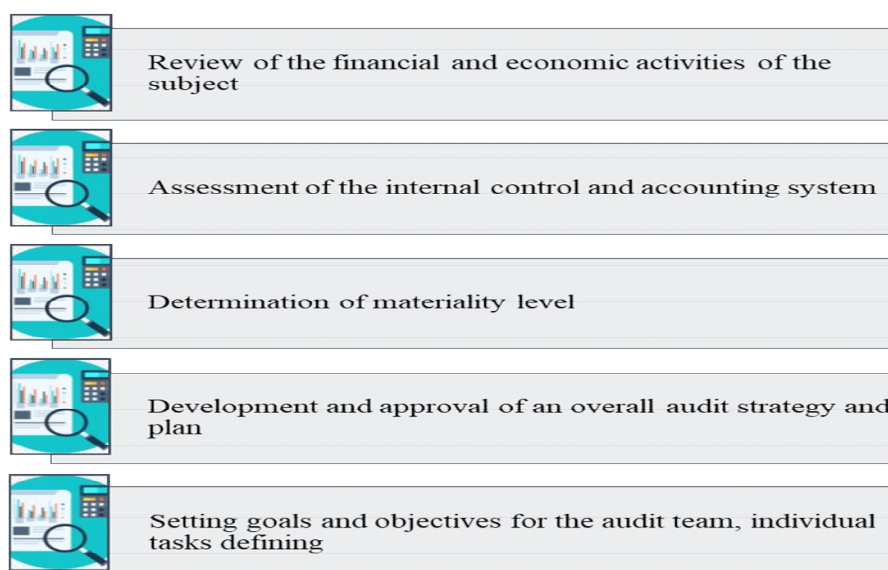 Review of the financial and economic activities of the
subject
Assessment of the internal control and accounting system
Determination of materiality level
Development and approval of an overall audit strategy and
plan
Setting goals and objectives for the audit team, individual
tasks defining